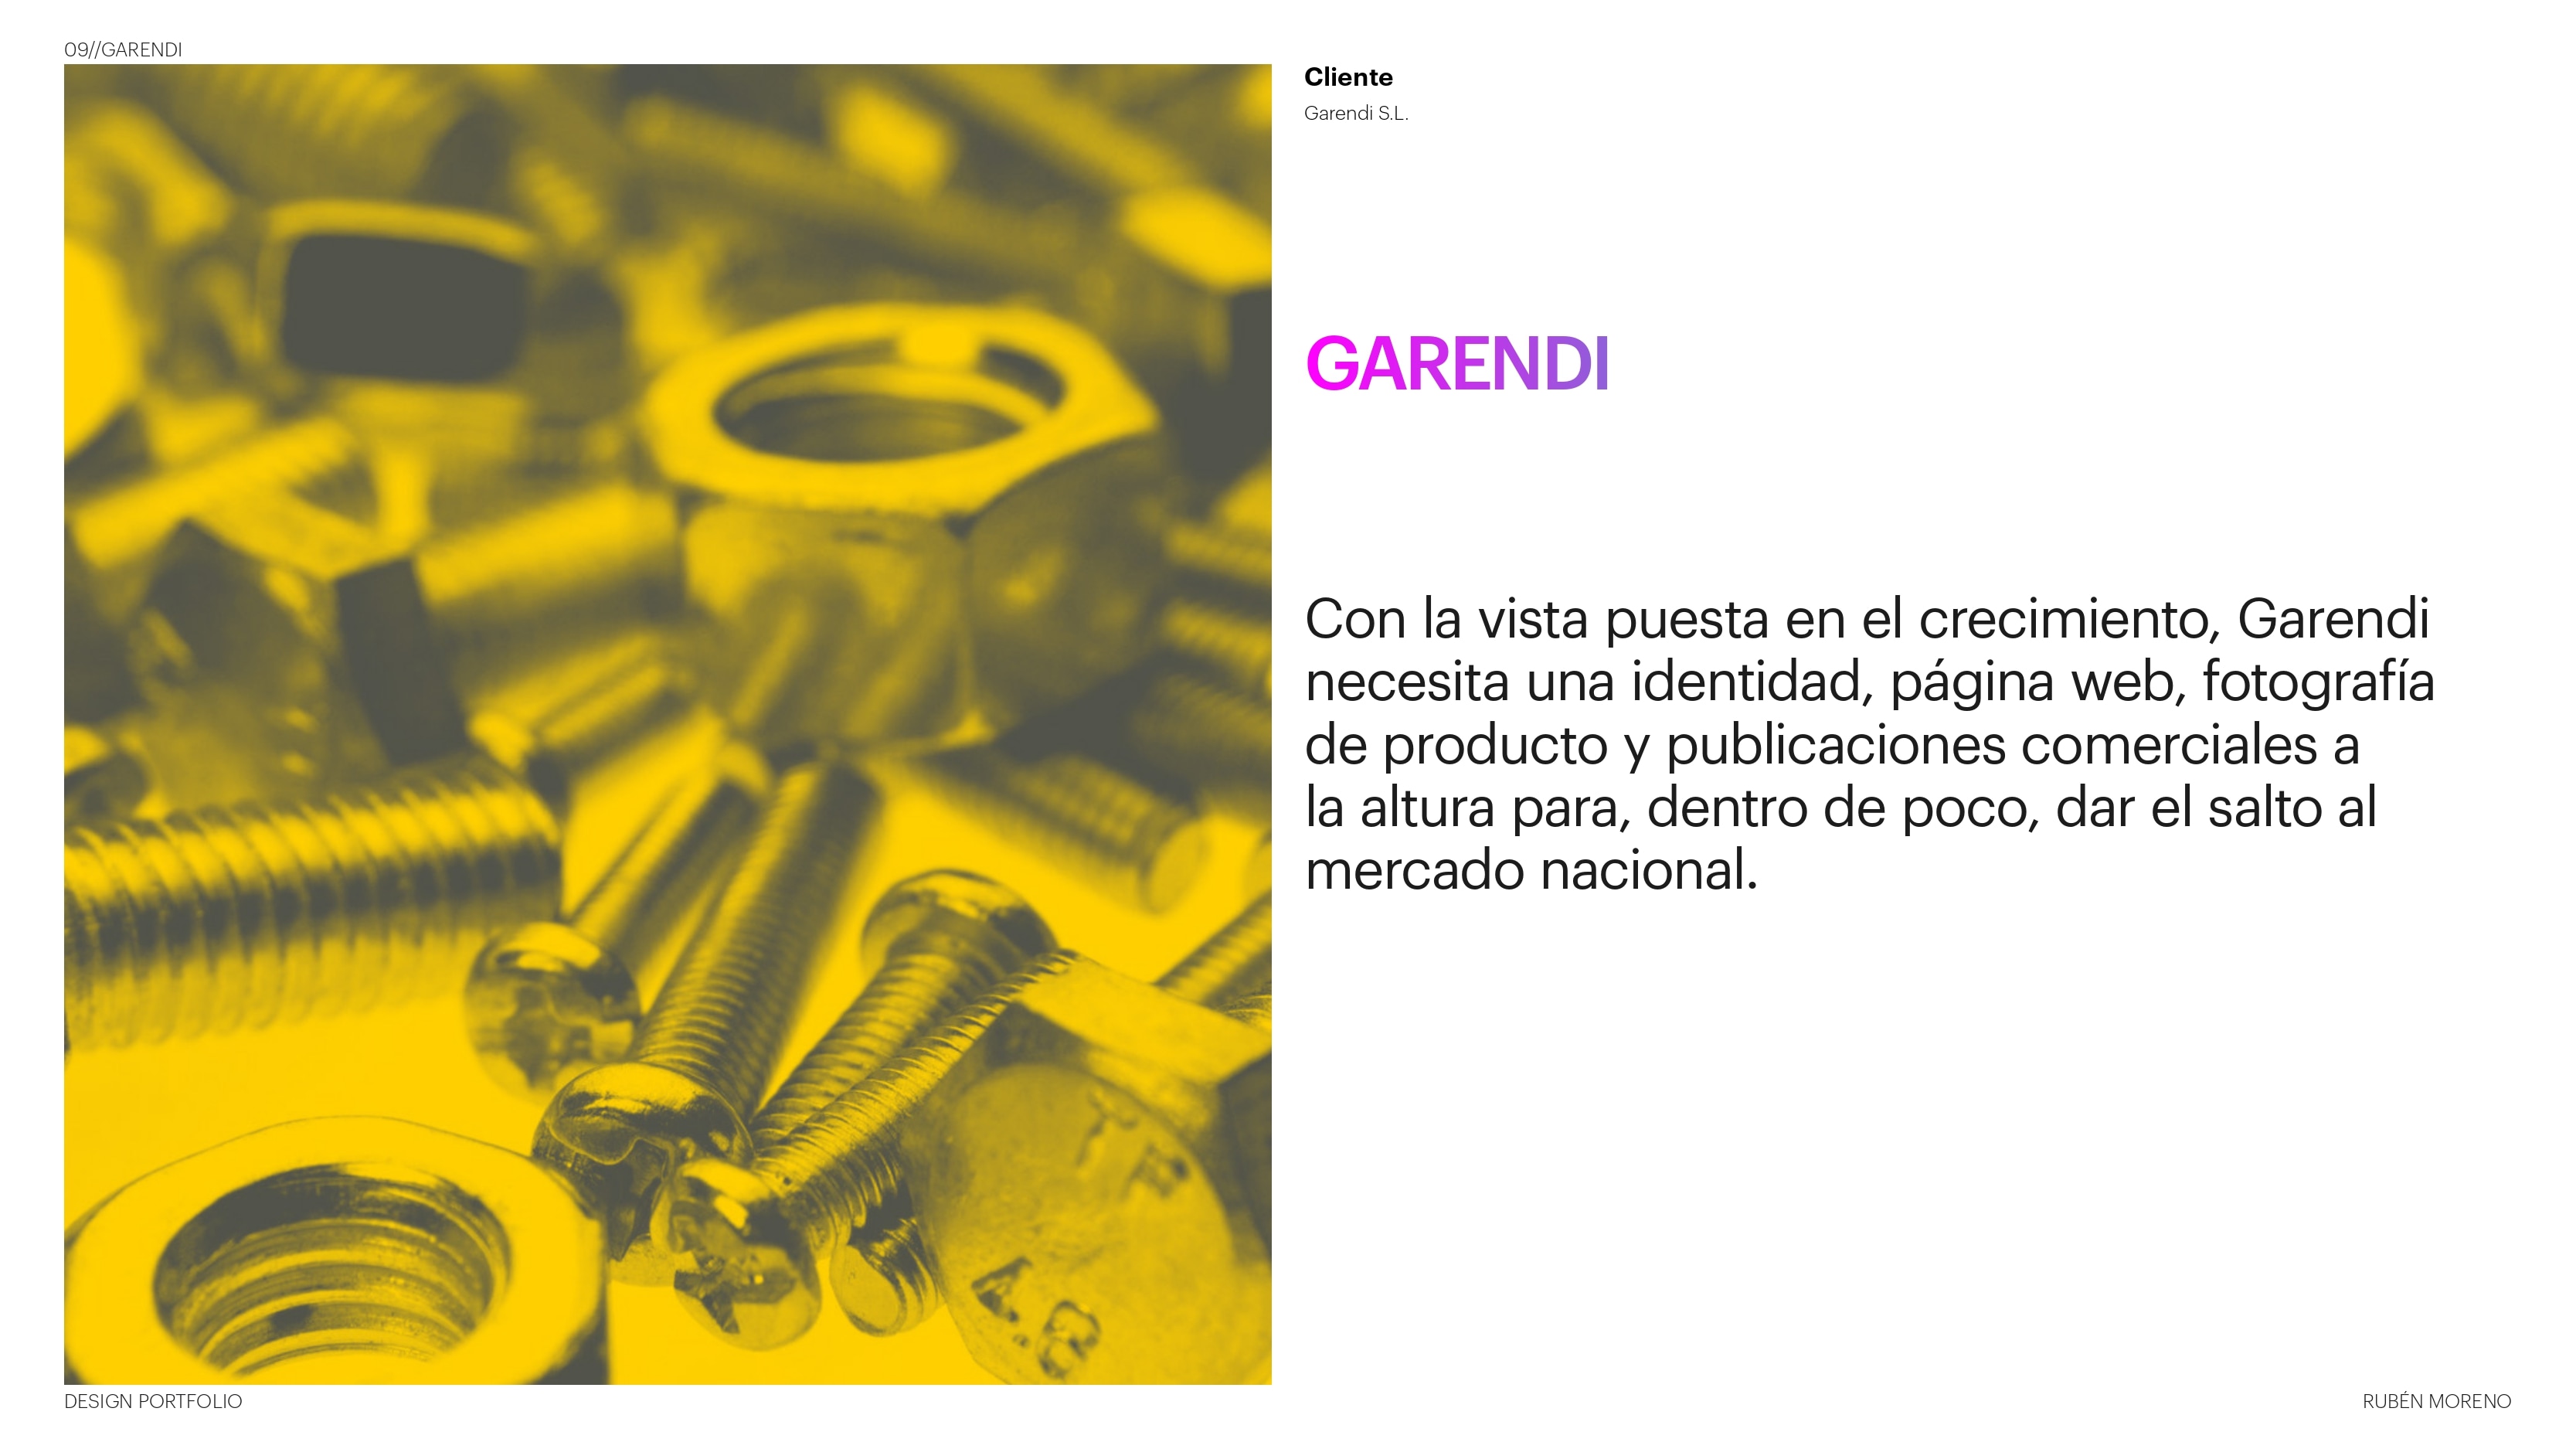 09//GARENDI
Cliente
Garendi S.L.
GARENDI
Con la vista puesta en el crecimiento, Garendi
necesita una identidad, página web, fotografía
de producto y publicaciones comerciales a
la altura para, dentro de poco, dar el salto al
mercado nacional.
DESIGN PORTFOLIO
RUBÉN MORENO